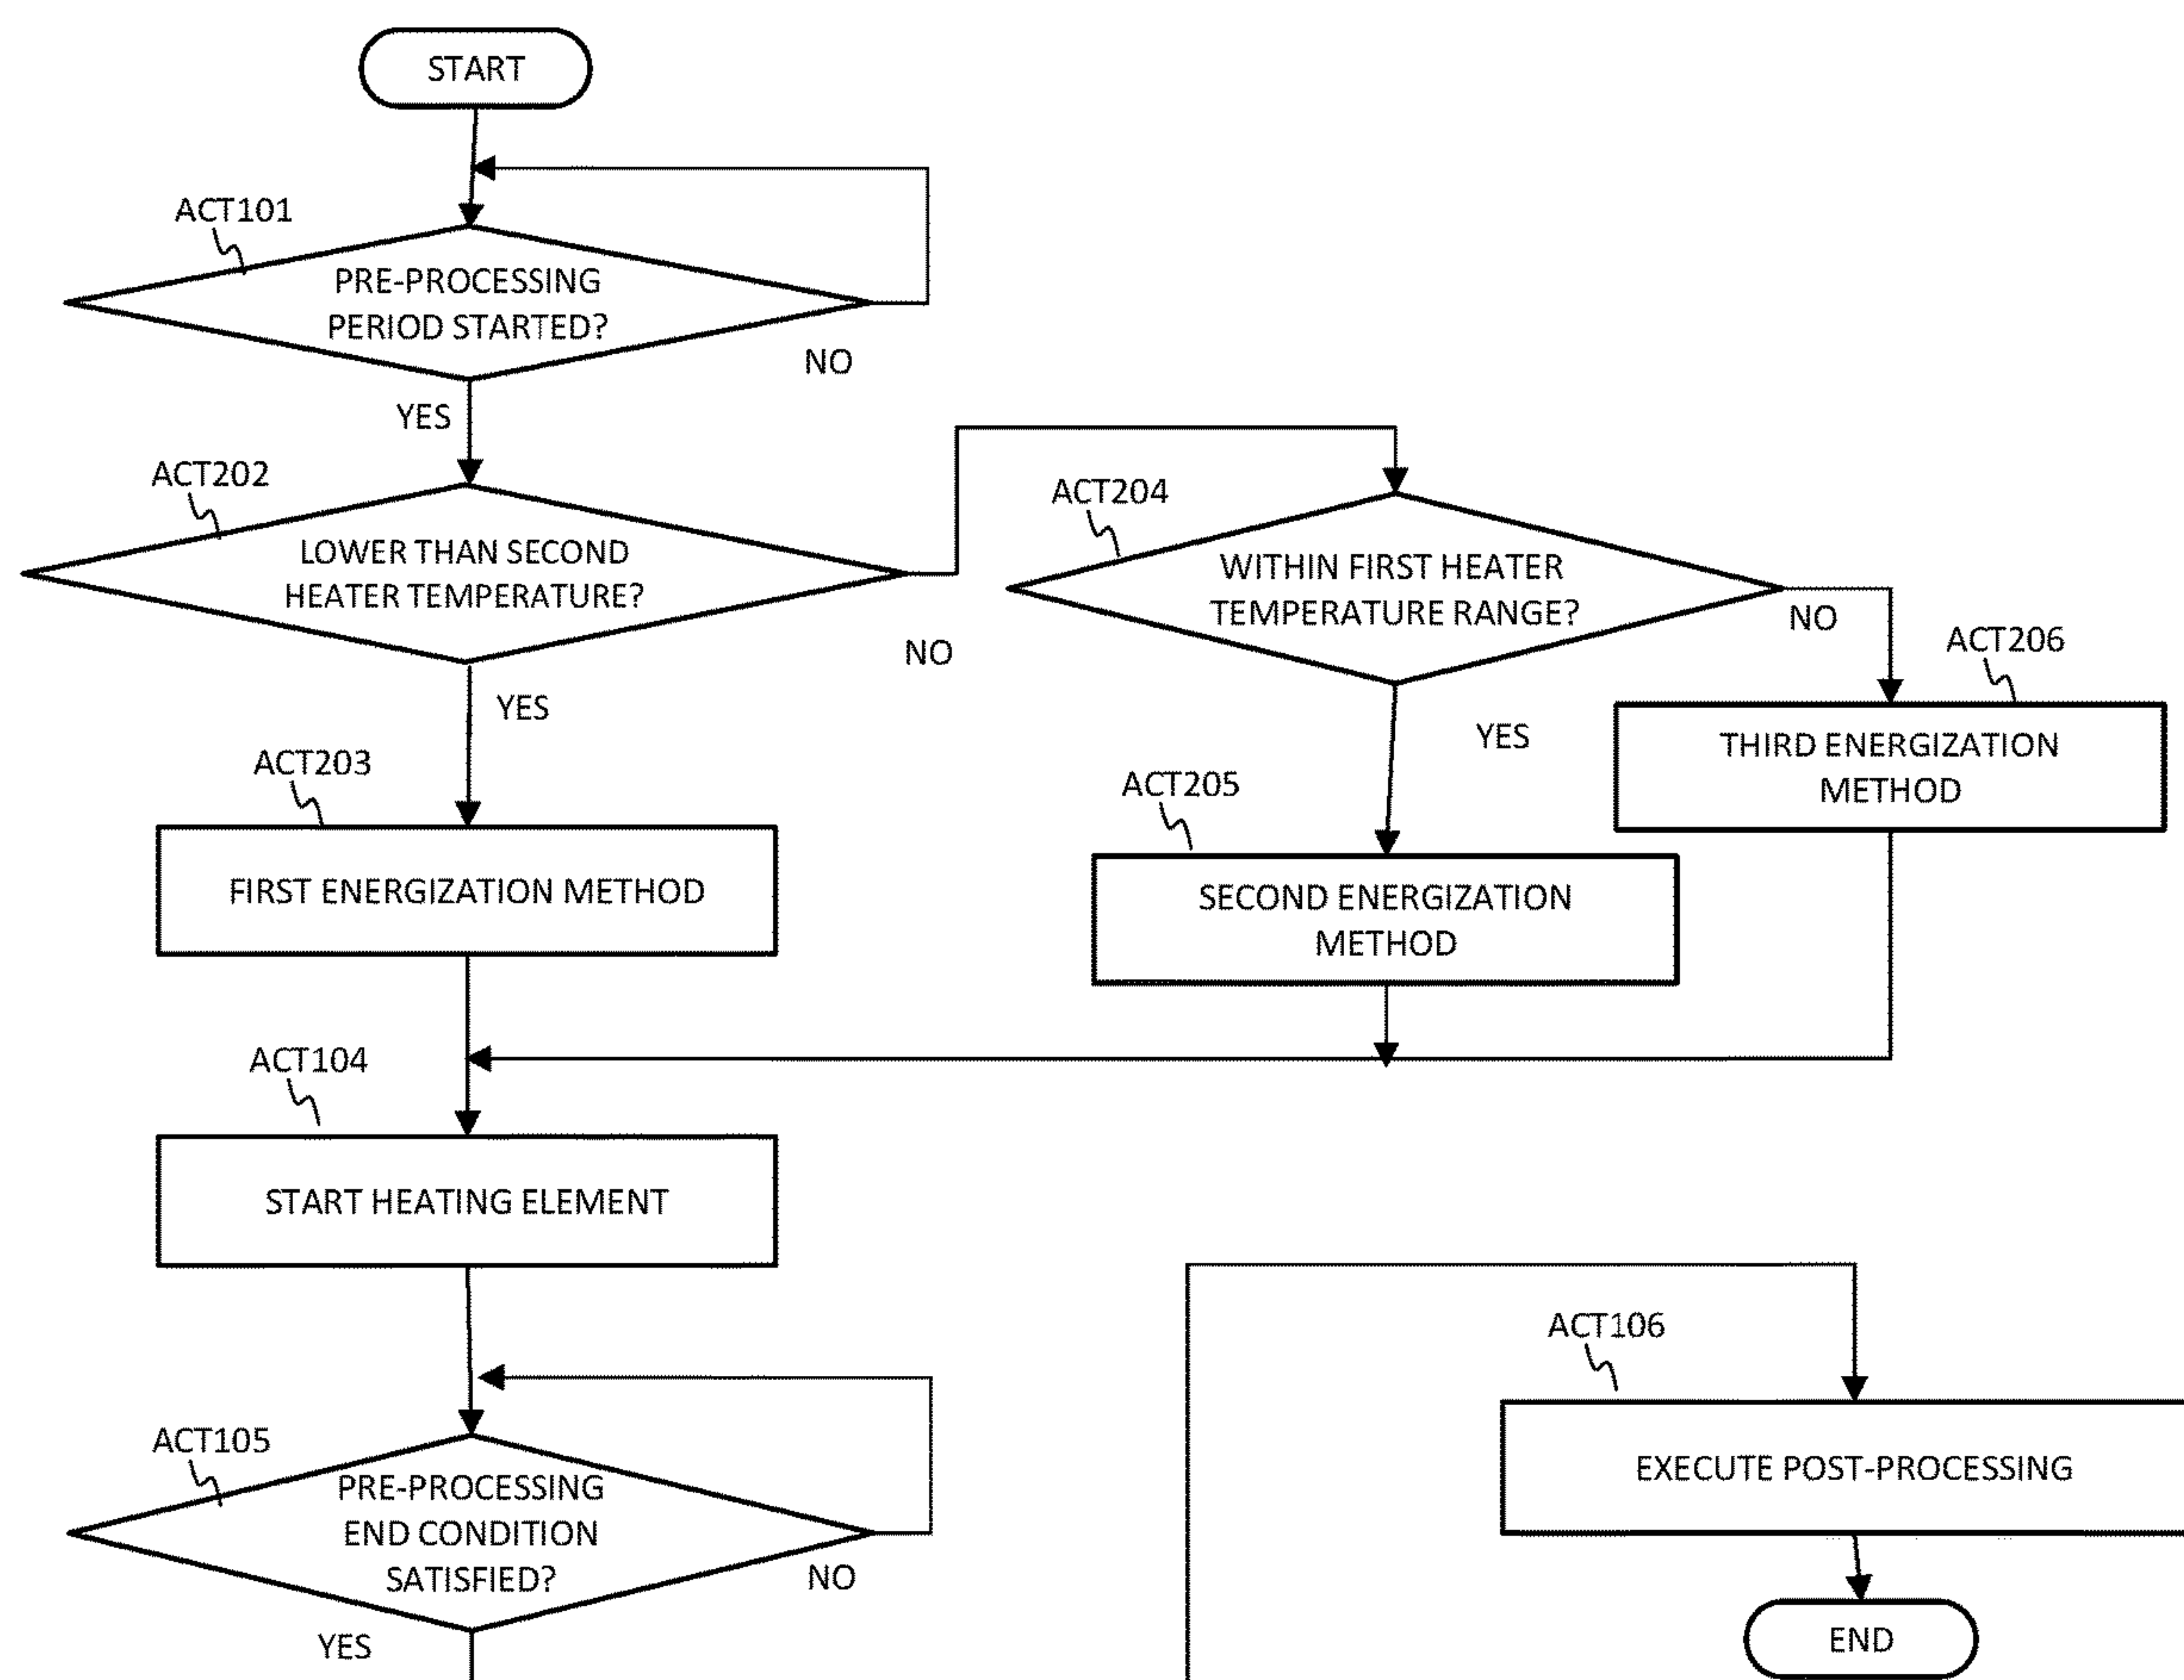 START
ACT101
PRE-PROCESSING
PERIOD STARTED?
NO
YES
ACT202
LOWER THAN SECOND
HEATER TEMPERATURE?
NO
YES
ACT204
WITHIN FIRST HEATER
TEMPERATURE RANGE?
NO
YES
ACT206
THIRD ENERGIZATION
METHOD
ACT203
FIRST ENERGIZATION METHOD
ACT205
SECOND ENERGIZATION
METHOD
ACT104
START HEATING ELEMENT
ACT105
PRE-PROCESSING
END CONDITION
SATISFIED?
NO
YES
ACT106
EXECUTE POST-PROCESSING
END